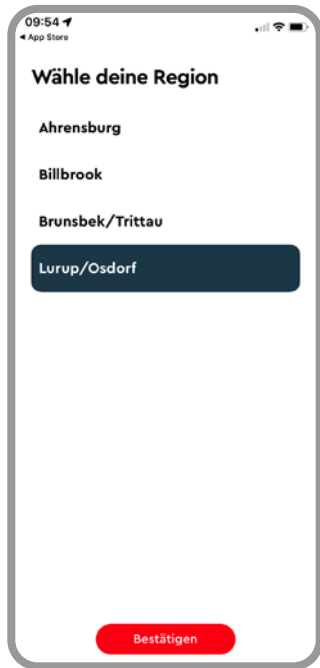 09:54
◀ App Store
Wähle deine Region
Ahrensburg
Billbrook
Brunsbek/Trittau
Lurup/Osdorf
Bestätigen